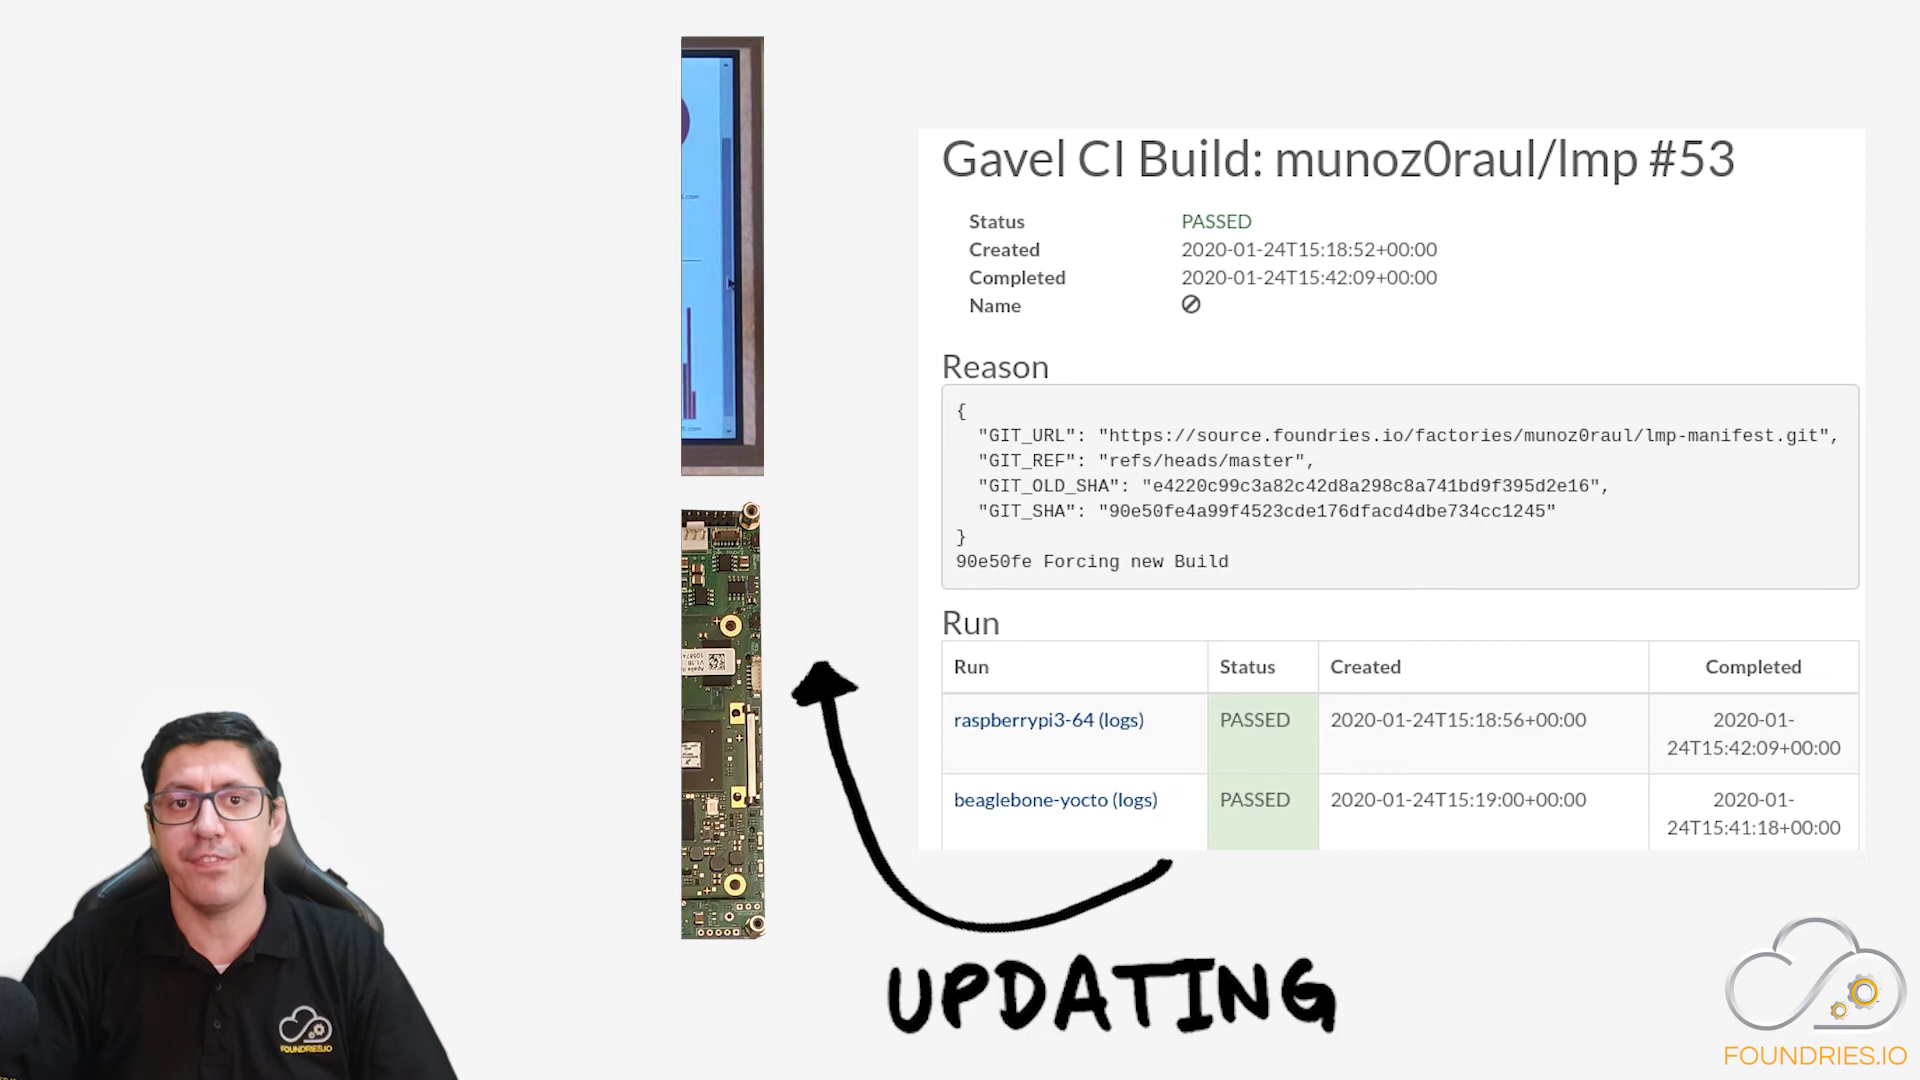 Gavel CI Build: munoz0raul/lmp #53
Status PASSED
Created 2020-01-24T15:18:52+00:00
Completed 2020-01-24T15:42:09+00:00
Name
Reason
{
"GIT_URL": "https://source.foundries.io/factories/munoz0raul/lmp-manifest.git",
"GIT_REF": "refs/heads/master",
"GIT_OLD_SHA": "e4220c99c3a82c42d8a298c8a741bd9f395d2e16",
"GIT_SHA": "90e50fe4a99f4523cde176dfacd4dbe734cc1245"
}
90e50fe Forcing new Build
Run
Run Status Created Completed
raspberrypi3-64 (logs) PASSED 2020-01-24T15:18:56+00:00 2020-01-
24T15:42:09+00:00
beaglebone-yocto (logs) PASSED 2020-01-24T15:19:00+00:00 2020-01-
24T15:41:18+00:00
UPDATING
FOUNDRIES.IO
FOUNDRIES.IO